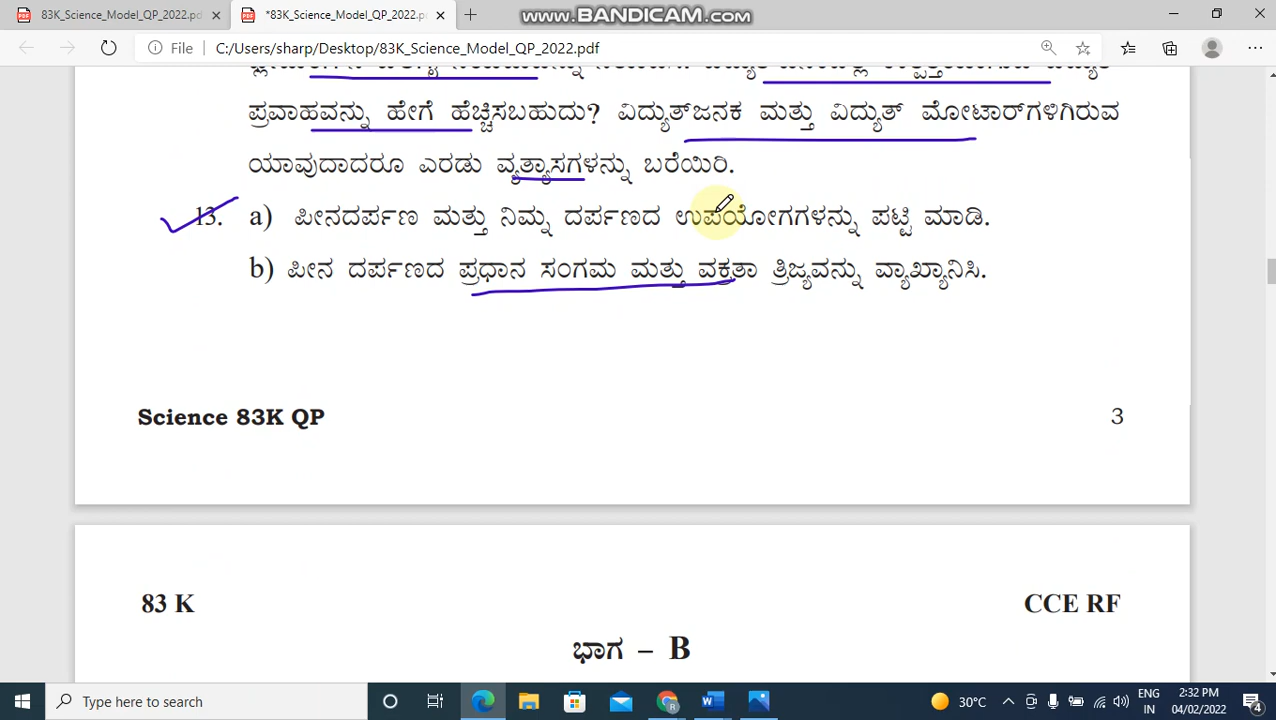 83K_Science_Model_QP_2022.pd
*83K_Science_Model_QP_2022.pd
www.BANDICAM.com
File C:/Users/sharp/Desktop/83K_Science_Model_QP_2022.pdf
ಪ್ರವಾಹವನ್ನು ಹೇಗೆ ಹೆಚ್ಚಿಸಬಹುದು? ವಿದ್ಯುತ್‌ಜನಕ ಮತ್ತು ವಿದ್ಯುತ್ ಮೋಟಾರ್‌ಗಳಿಗಿರುವ
ಯಾವುದಾದರೂ ಎರಡು ವ್ಯತ್ಯಾಸಗಳನ್ನು ಬರೆಯಿರಿ.
13. a) ಪೀನದರ್ಪಣ ಮತ್ತು ನಿಮ್ನ ದರ್ಪಣದ ಉಪಯೋಗಗಳನ್ನು ಪಟ್ಟಿ ಮಾಡಿ.
b) ಪೀನ ದರ್ಪಣದ ಪ್ರಧಾನ ಸಂಗಮ ಮತ್ತು ವಕ್ರತಾ ತ್ರಿಜ್ಯವನ್ನು ವ್ಯಾಖ್ಯಾನಿಸಿ.
Science 83K QP 3
83 K CCE RF
ಭಾಗ – B
Type here to search
30°C
ENG
IN
2:32 PM
04/02/2022
4